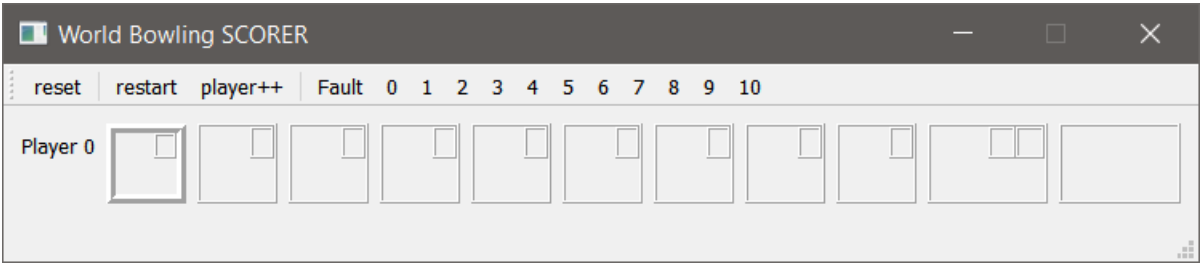 World Bowling SCORER
reset restart player++ Fault 0 1 2 3 4 5 6 7 8 9 10
Player 0